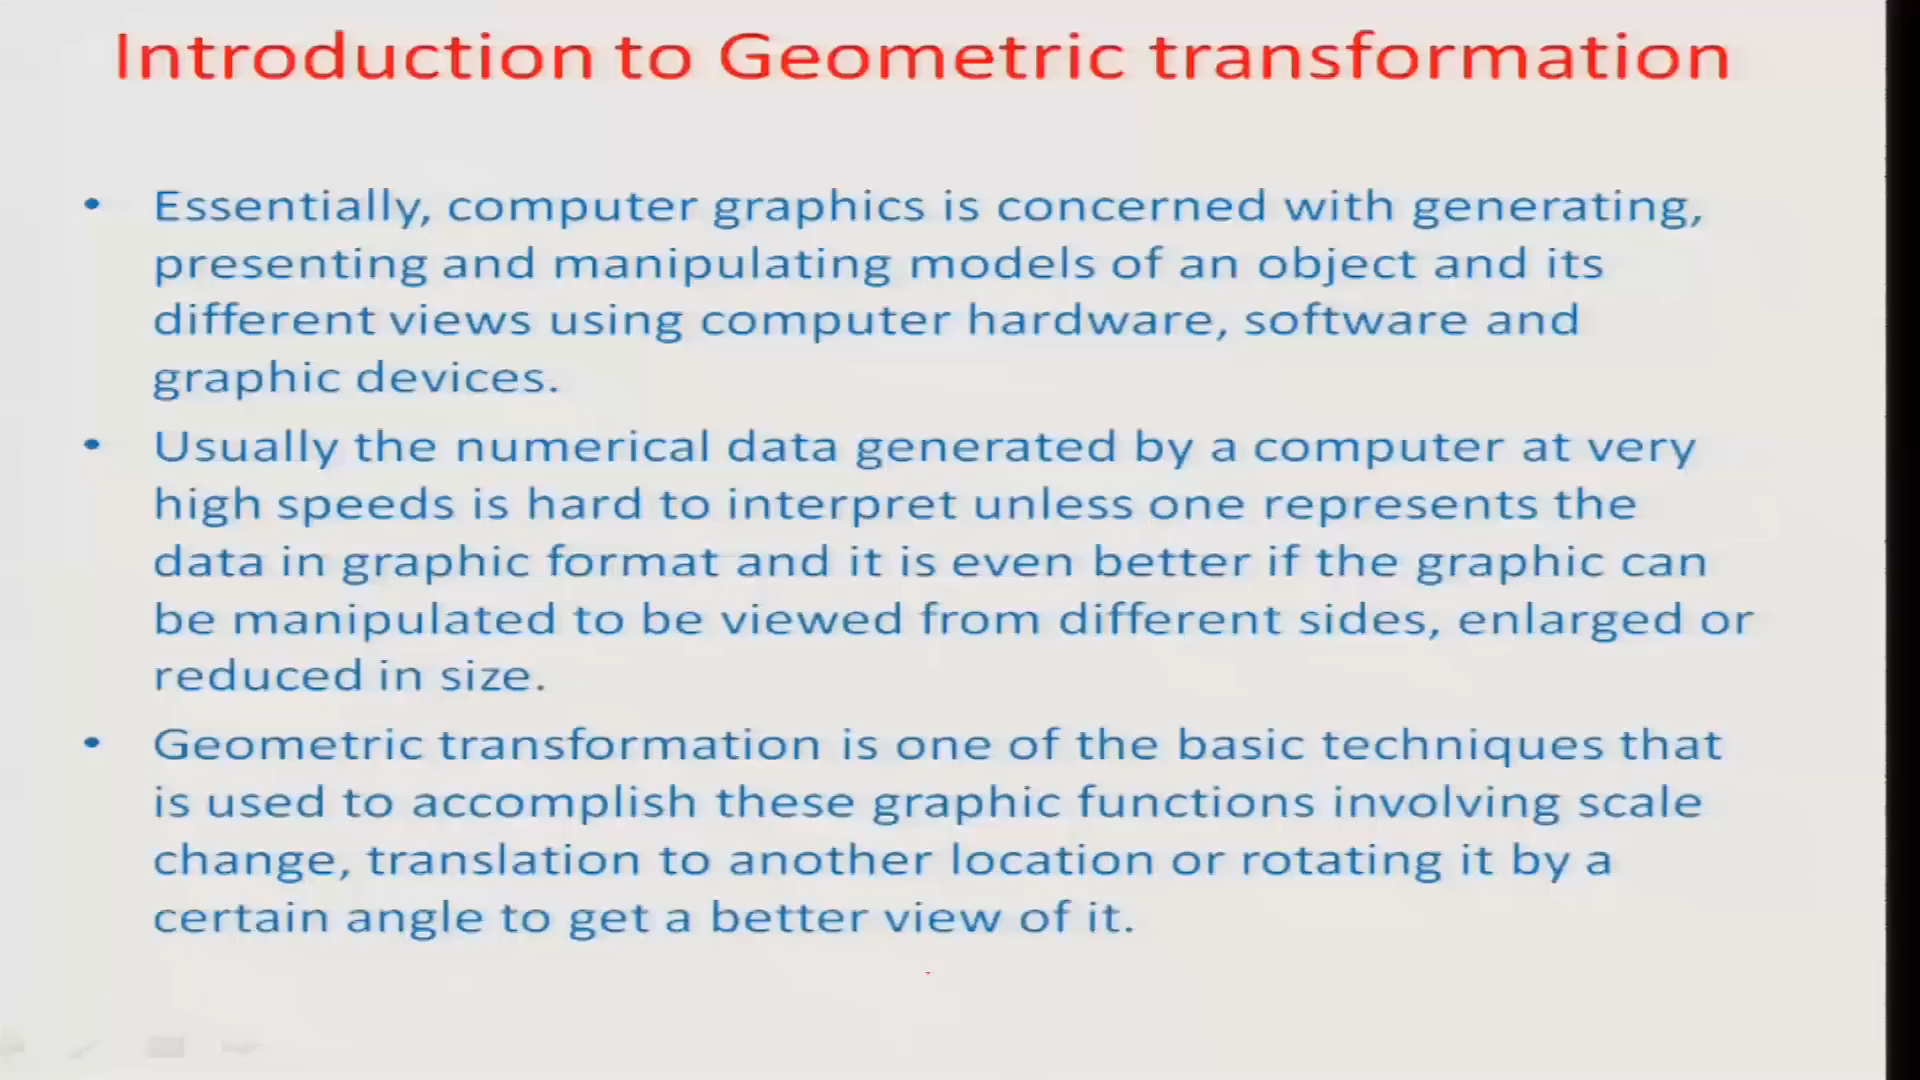 Introduction to Geometric transformation
• Essentially, computer graphics is concerned with generating,
presenting and manipulating models of an object and its
different views using computer hardware, software and
graphic devices.
• Usually the numerical data generated by a computer at very
high speeds is hard to interpret unless one represents the
data in graphic format and it is even better if the graphic can
be manipulated to be viewed from different sides, enlarged or
reduced in size.
• Geometric transformation is one of the basic techniques that
is used to accomplish these graphic functions involving scale
change, translation to another location or rotating it by a
certain angle to get a better view of it.